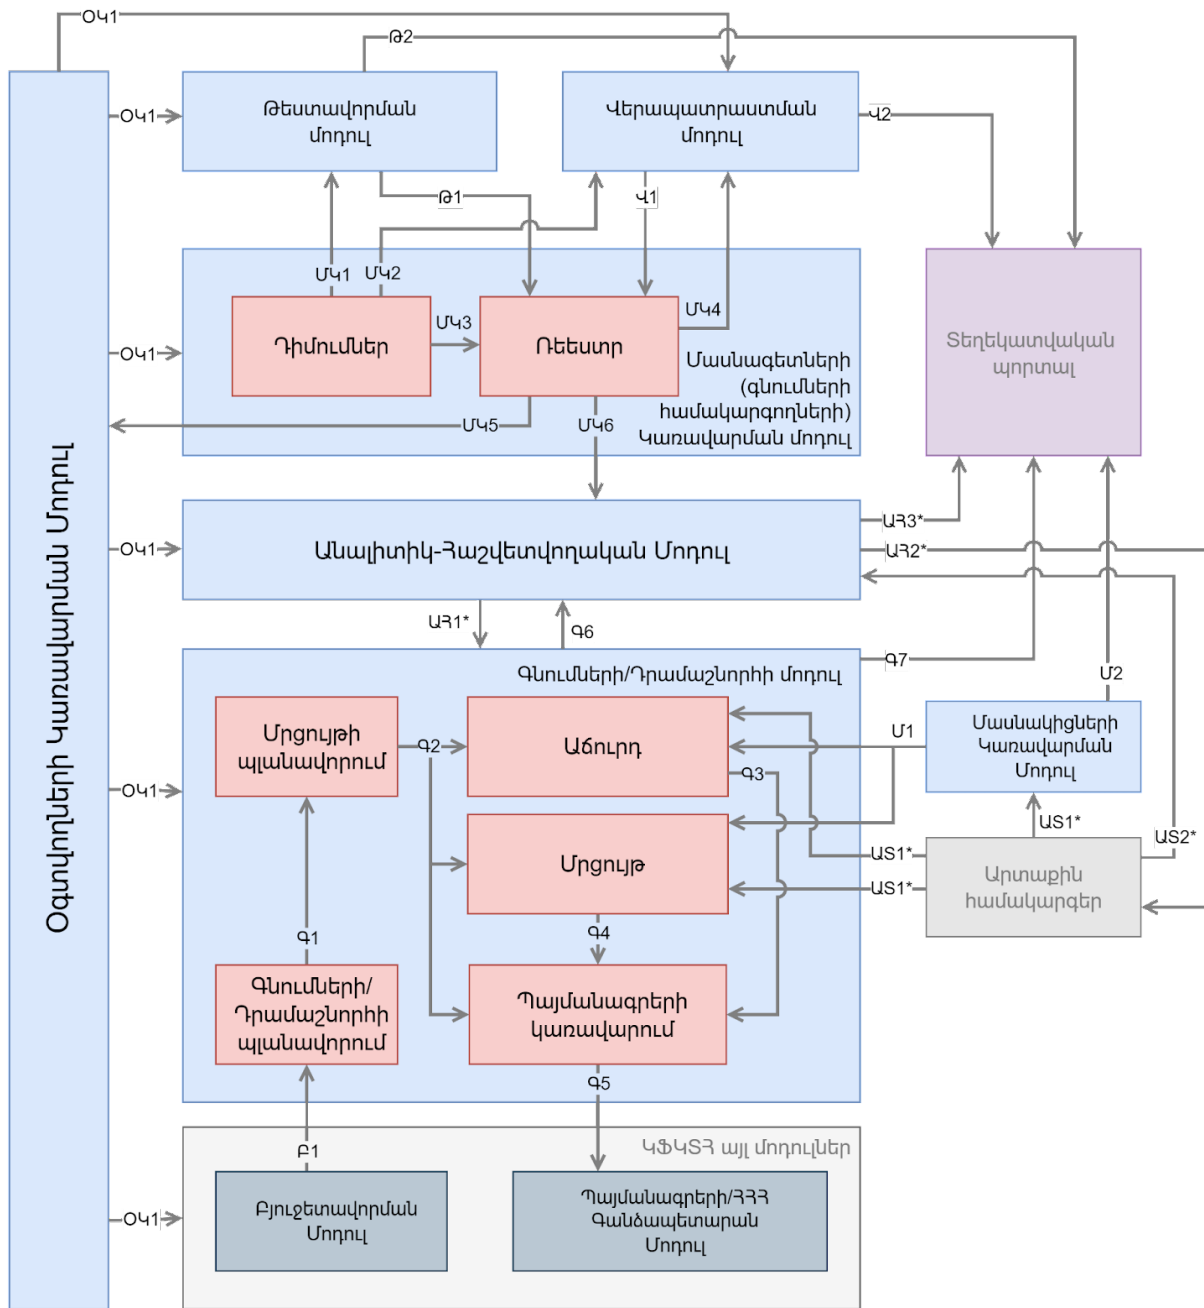 ՕԿ1
Թ2
Թեստավորման
մոդուլ
Վերապատրաստման
մոդուլ
ՕԿ1
Վ2
Թ1
Վ1
ՄԿ1
ՄԿ2
Դիմումներ
ՄԿ3
Ռեեստր
ՄԿ4
ՕԿ1
Մասնագետների
(գնումների
համակարգողների)
Կառավարման մոդուլ
ՄԿ5
ՄԿ6
Տեղեկատվական
պորտալ
Օգտվողների Կառավարման Մոդուլ
ՕԿ1
Անալիտիկ-Հաշվետվողական Մոդուլ
ԱՀ3*
ԱՀ2*
ԱՀ1*
Գ6
Գնումների/Դրամաշնորհի մոդուլ
Գ7
Մ2
Մրցույթի
պլանավորում
Գ2
Աճուրդ
Գ3
Մ1
Մասնակիցների
Կառավարման
Մոդուլ
ՕԿ1
ԱՏ1*
ԱՏ2*
Մրցույթ
ԱՏ1*
ԱՏ1*
Արտաքին
համակարգեր
Գ1
Գ4
Գնումների/
Դրամաշնորհի
պլանավորում
Պայմանագրերի
կառավարում
Գ5
Բ1
ԿՖԿՏՀ այլ մոդուլներ
ՕԿ1
Բյուջետավորման
Մոդուլ
Պայմանագրերի/ՀՀՀ
Գանձապետարան
Մոդուլ